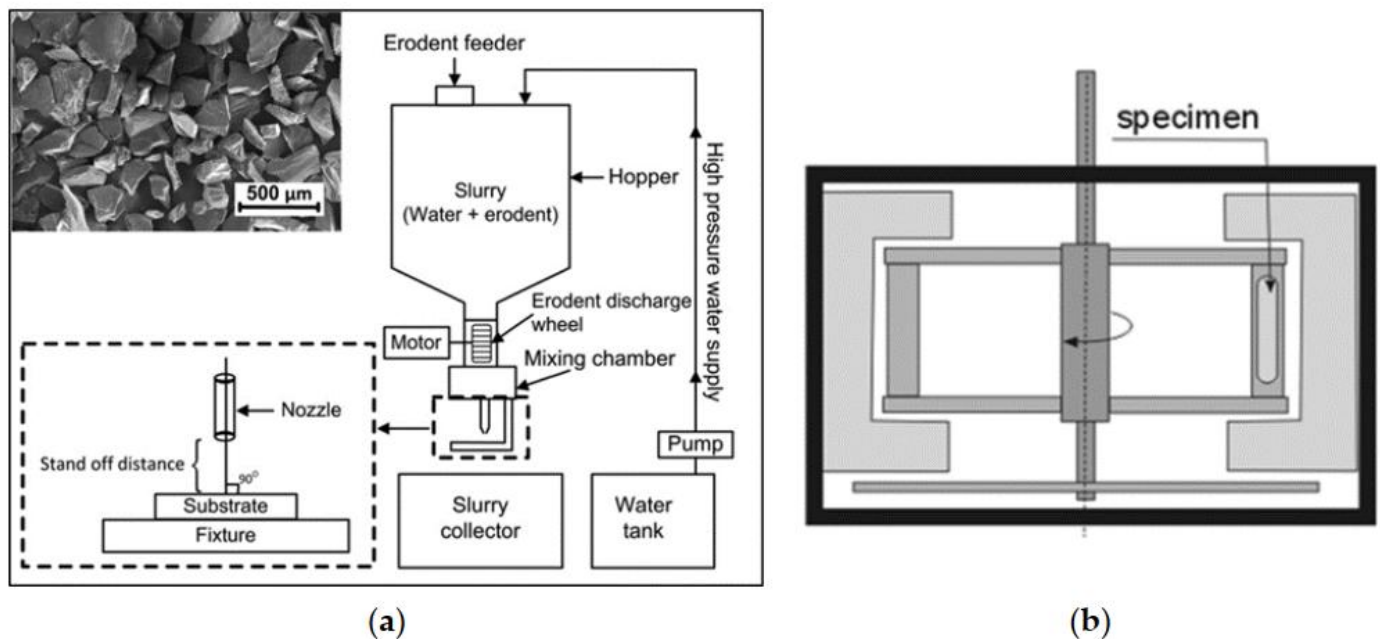 Erodent feeder
500 µm
Hopper
Slurry
(Water + erodent)
High pressure water supply
Erodent discharge
wheel
Motor
Mixing chamber
Nozzle
Stand off distance
90°
Substrate
Fixture
Pump
Slurry
collector
Water
tank
specimen
(a)
(b)